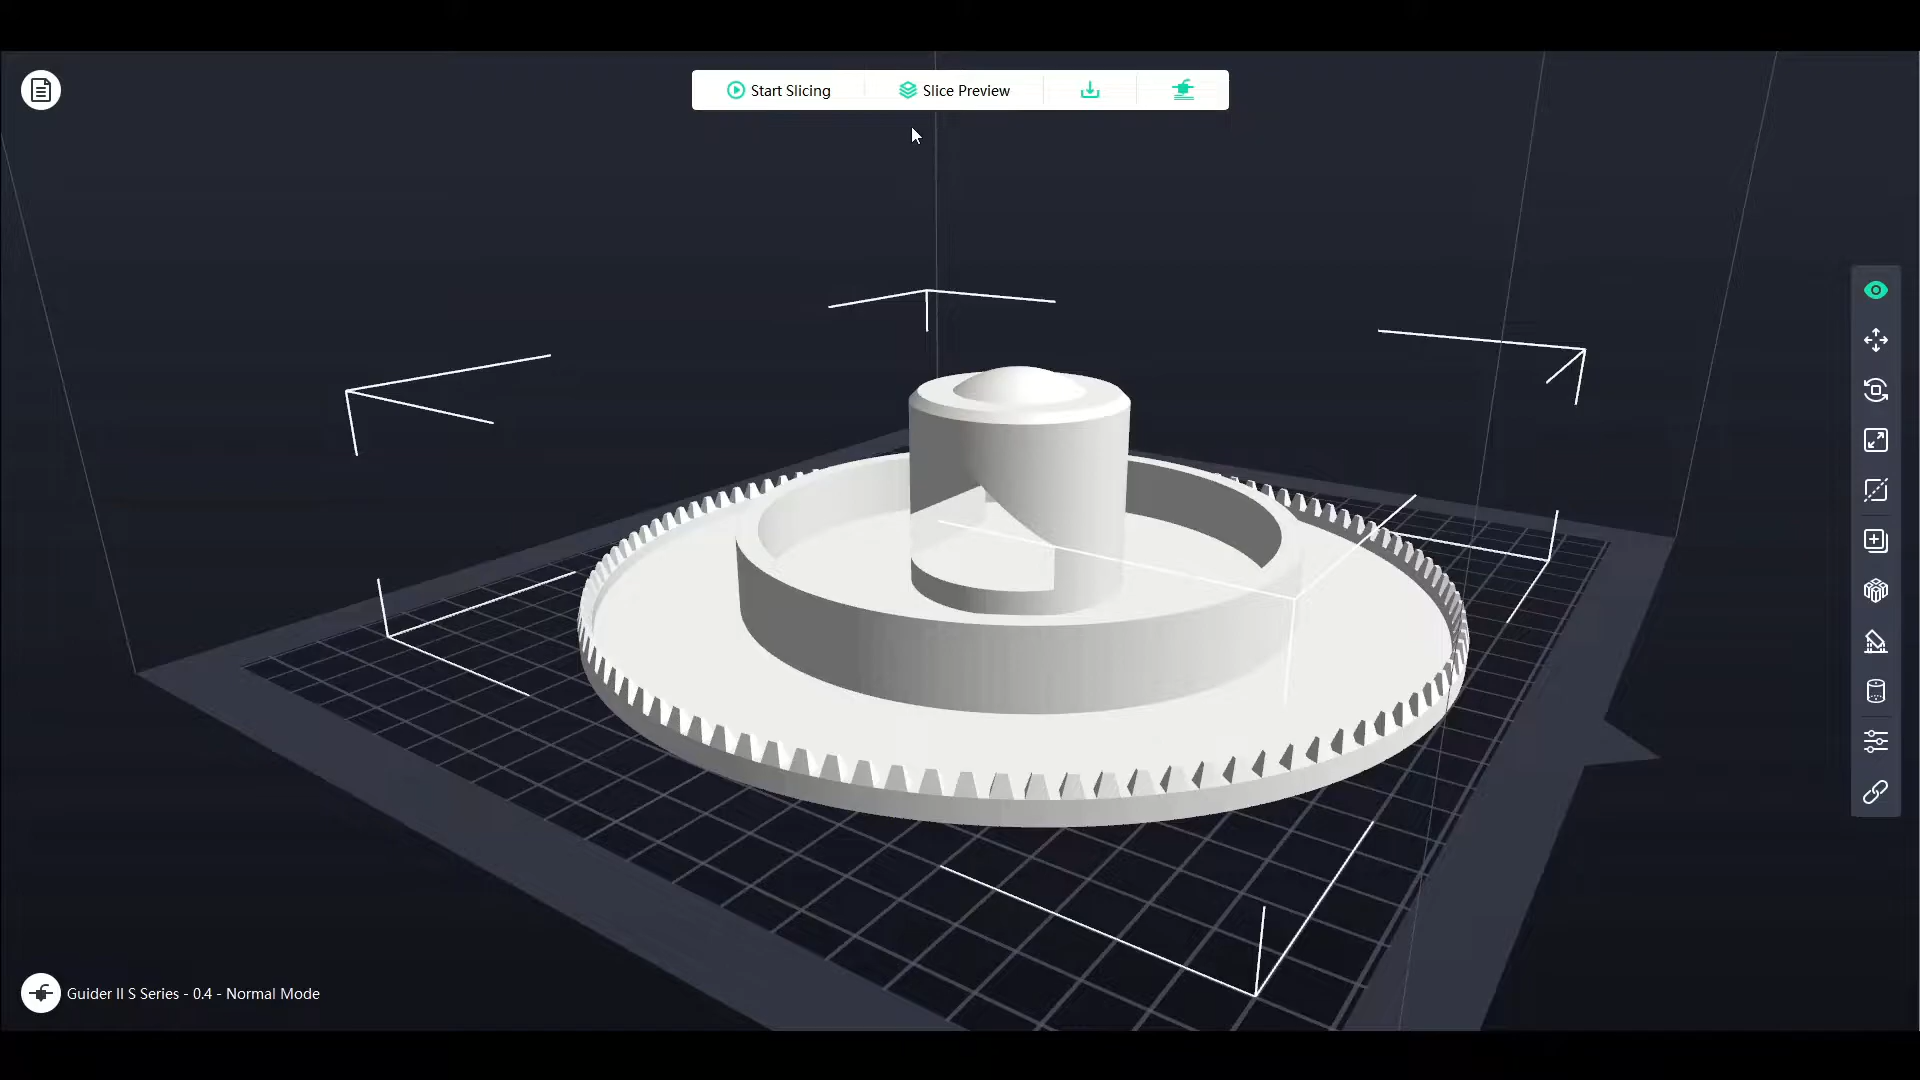 Start Slicing
Slice Preview
Guider II S Series - 0.4 - Normal Mode